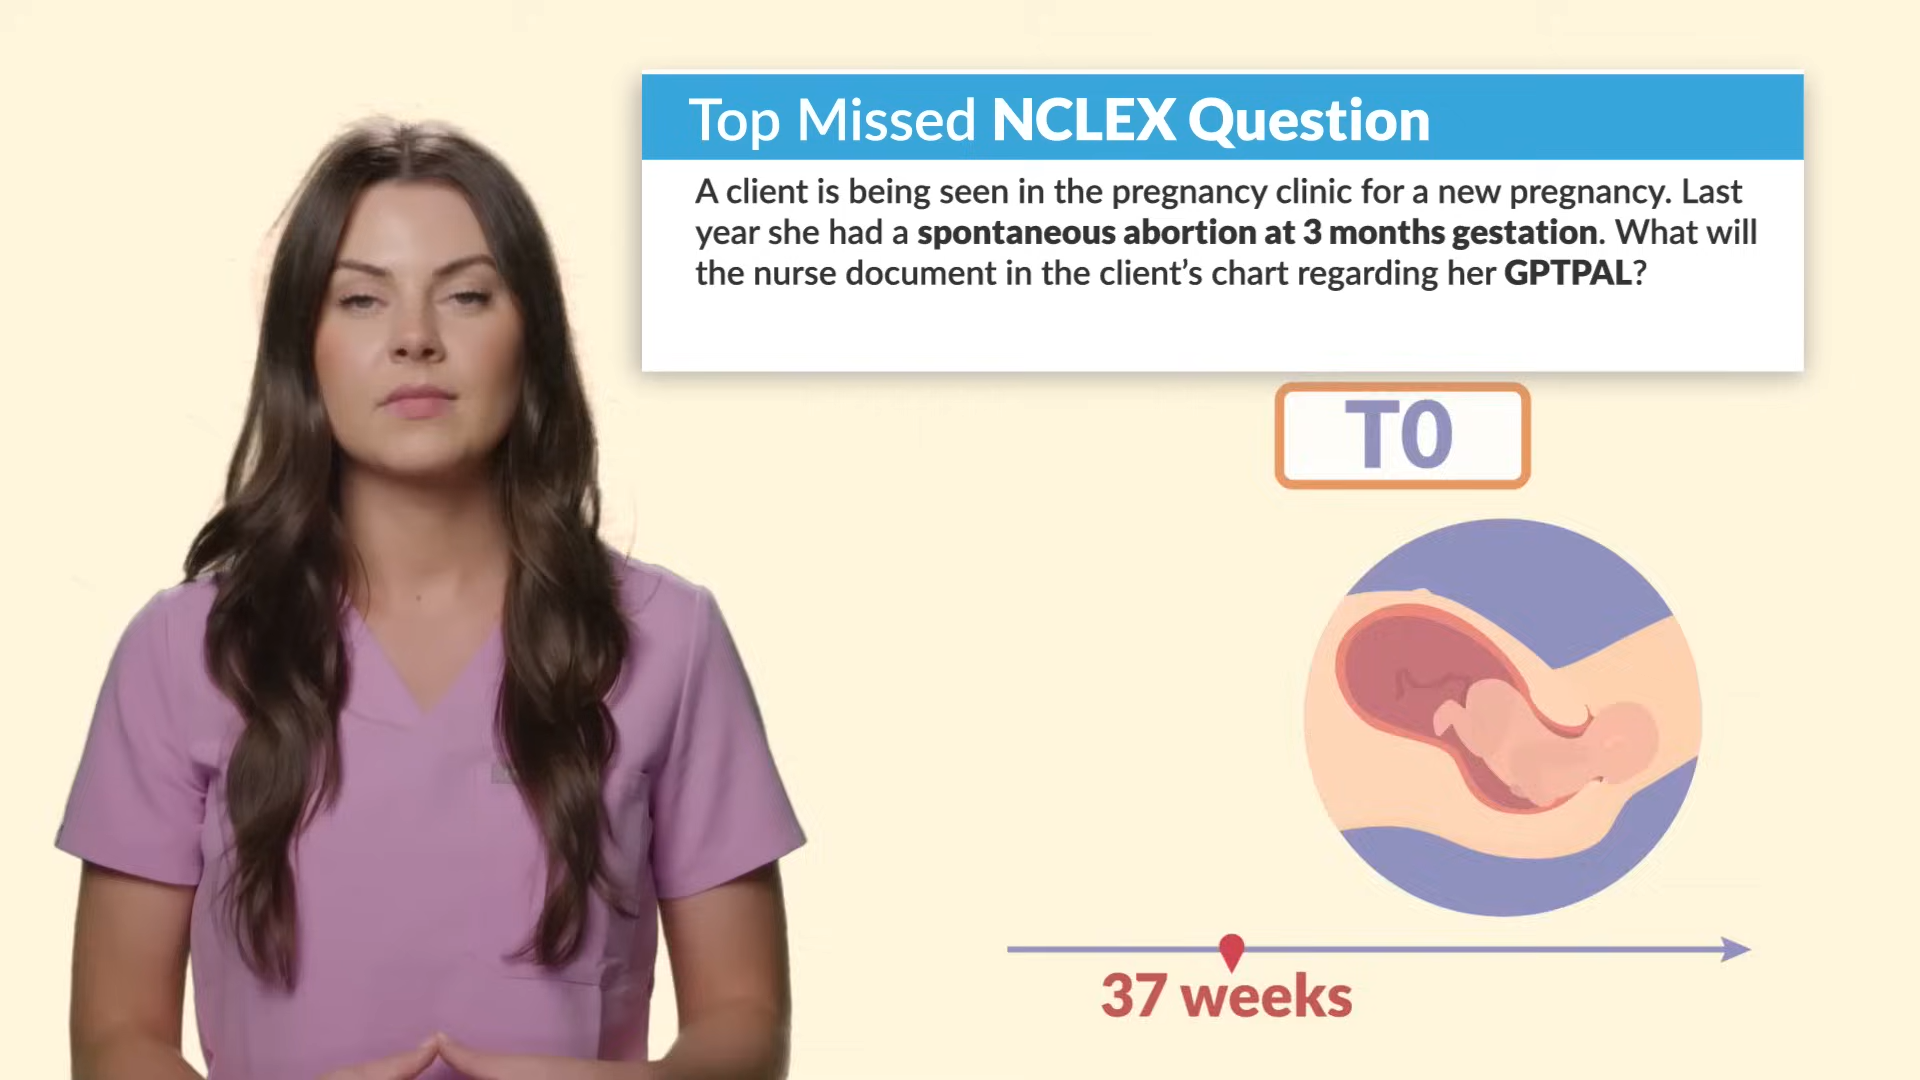 Top Missed NCLEX Question
A client is being seen in the pregnancy clinic for a new pregnancy. Last
year she had a spontaneous abortion at 3 months gestation. What will
the nurse document in the client’s chart regarding her GPTPAL?
T0
37 weeks